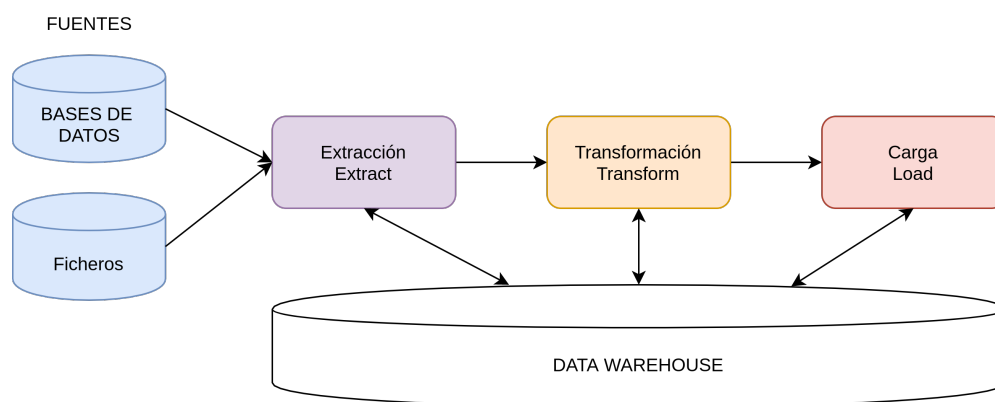 FUENTES
BASES DE
DATOS
Ficheros
Extracción
Extract
Transformación
Transform
Carga
Load
DATA WAREHOUSE